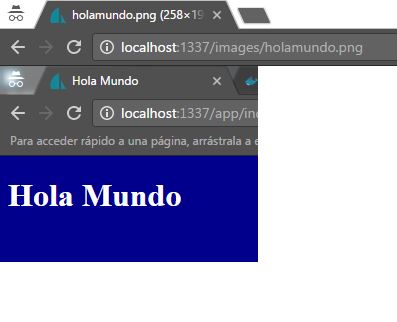 holamundo.png (258×19
localhost:1337/images/holamundo.png
Hola Mundo
localhost:1337/app/in
Para acceder rápido a una página, arrástrala a
Hola Mundo